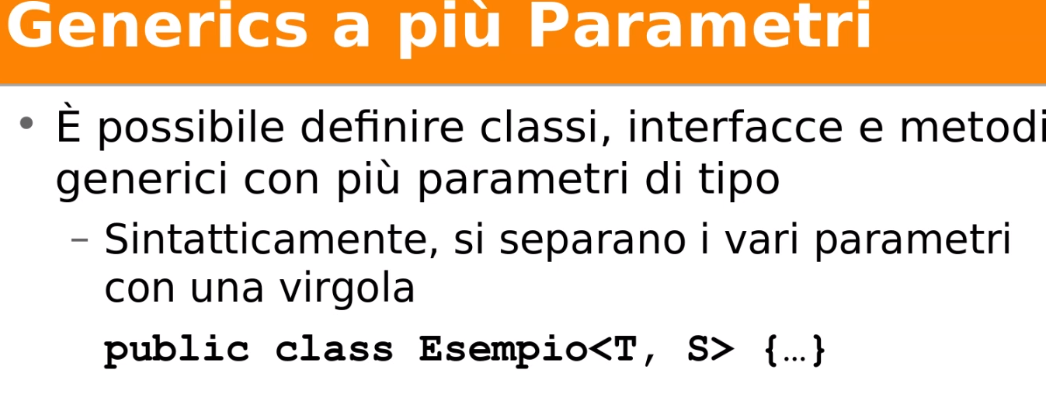 Generics a più Parametri
• È possibile definire classi, interfacce e metodi
generici con più parametri di tipo
– Sintatticamente, si separano i vari parametri
con una virgola
public class Esempio<T, S> {…}